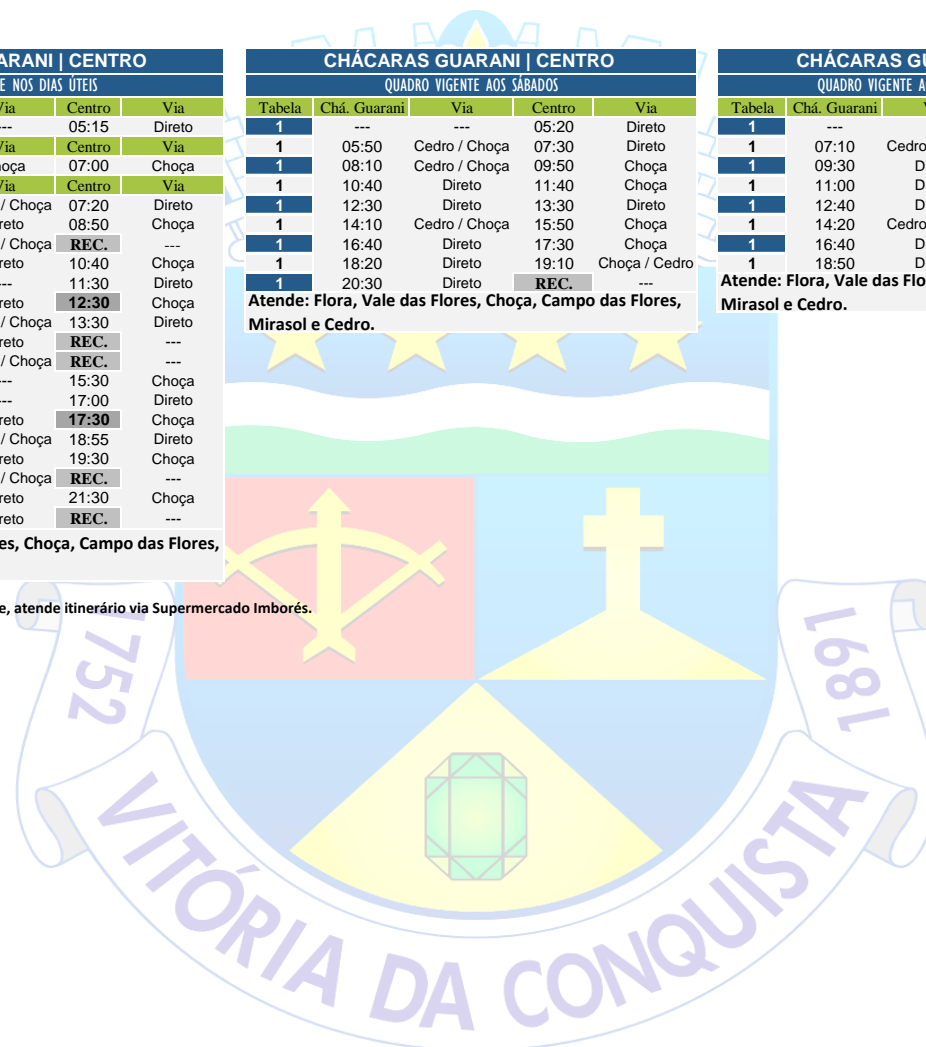 ARANI | CENTRO
E NOS DIAS ÚTEIS
Via Centro Via
--- 05:15 Direto
Via Centro Via
hoça 07:00 Choça
Via Centro Via
/ Choça 07:20 Direto
reto 08:50 Choça
/ Choça REC. ---
reto 10:40 Choça
--- 11:30 Direto
reto 12:30 Choça
/ Choça 13:30 Direto
reto REC. ---
/ Choça REC. ---
--- 15:30 Choça
--- 17:00 Direto
reto 17:30 Choça
/ Choça 18:55 Direto
reto 19:30 Choça
/ Choça REC. ---
reto 21:30 Choça
reto REC. ---
es, Choça, Campo das Flores,
e, atende itinerário via Supermercado Imborés.
CHÁCARAS GUARANI | CENTRO
QUADRO VIGENTE AOS SÁBADOS
Tabela Chá. Guarani Via Centro Via
1 --- --- 05:20 Direto
1 05:50 Cedro / Choça 07:30 Direto
1 08:10 Cedro / Choça 09:50 Choça
1 10:40 Direto 11:40 Choça
1 12:30 Direto 13:30 Direto
1 14:10 Cedro / Choça 15:50 Choça
1 16:40 Direto 17:30 Choça
1 18:20 Direto 19:10 Choça / Cedro
1 20:30 Direto REC. ---
Atende: Flora, Vale das Flores, Choça, Campo das Flores,
Mirasol e Cedro.
CHÁCARAS GU
QUADRO VIGENTE A
Tabela Chá. Guarani V
1 ---
1 07:10 Cedro
1 09:30 D
1 11:00 D
1 12:40 D
1 14:20 Cedro
1 16:40 D
1 18:50 D
Atende: Flora, Vale das Flo
Mirasol e Cedro.
1752
1891
VITÓRIA DA CONQUISTA